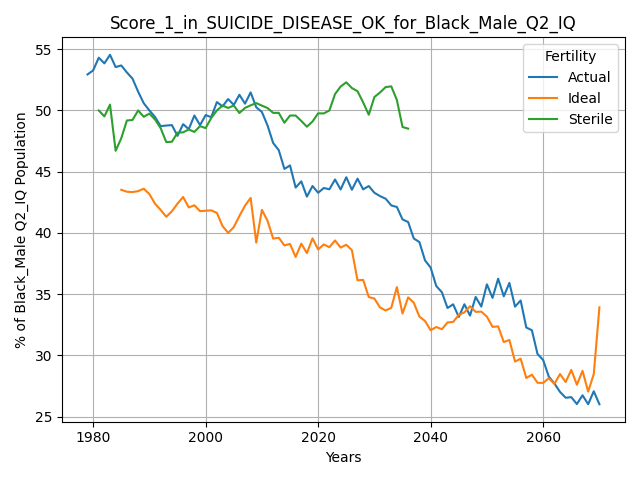 Score_1_in_SUICIDE_DISEASE_OK_for_Black_Male_Q2_IQ
% of Black_Male Q2_IQ Population
55
50
45
40
35
30
25
Fertility
Actual
Ideal
Sterile
1980 2000 2020 2040 2060
Years